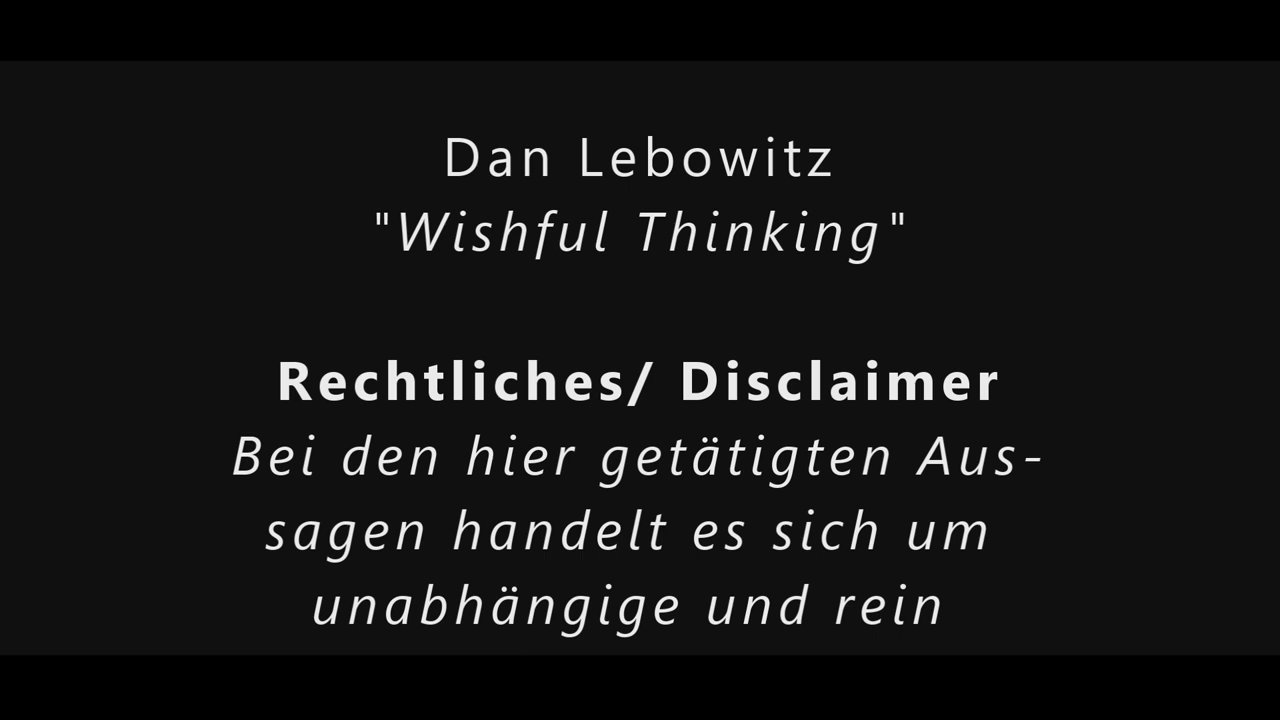 Dan Lebowitz
"Wishful Thinking"
Rechtliches/ Disclaimer
Bei den hier getätigten Aus-
sagen handelt es sich um
unabhängige und rein